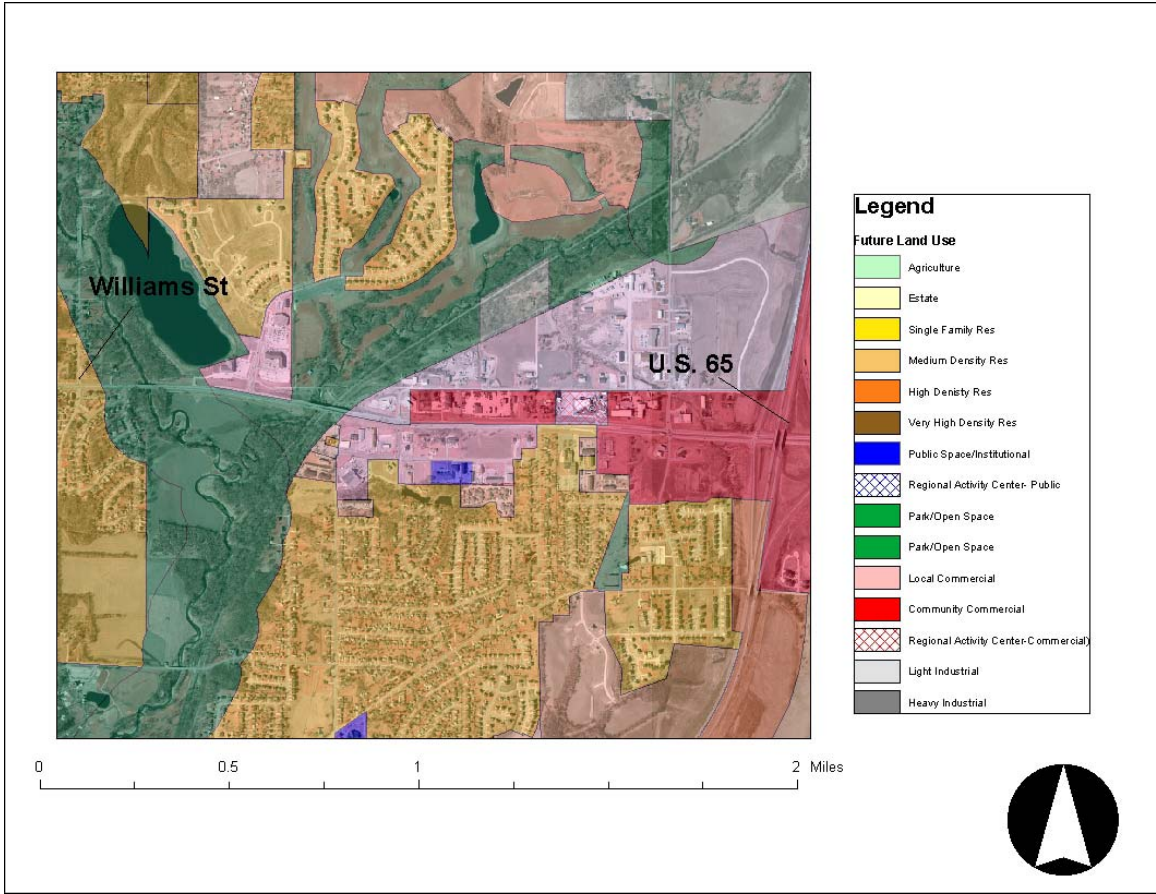 Williams St
U.S. 65
Legend
Future Land Use
Agriculture
Estate
Single Family Res
Medium Density Res
High Denisty Res
Very High Density Res
Public Space/Institutional
Regional Activity Center- Public
Park/Open Space
Park/Open Space
Local Commercial
Community Commercial
Regional Activity Center-Commercial)
Light Industrial
Heavy Industrial
0 0.5 1 2 Miles